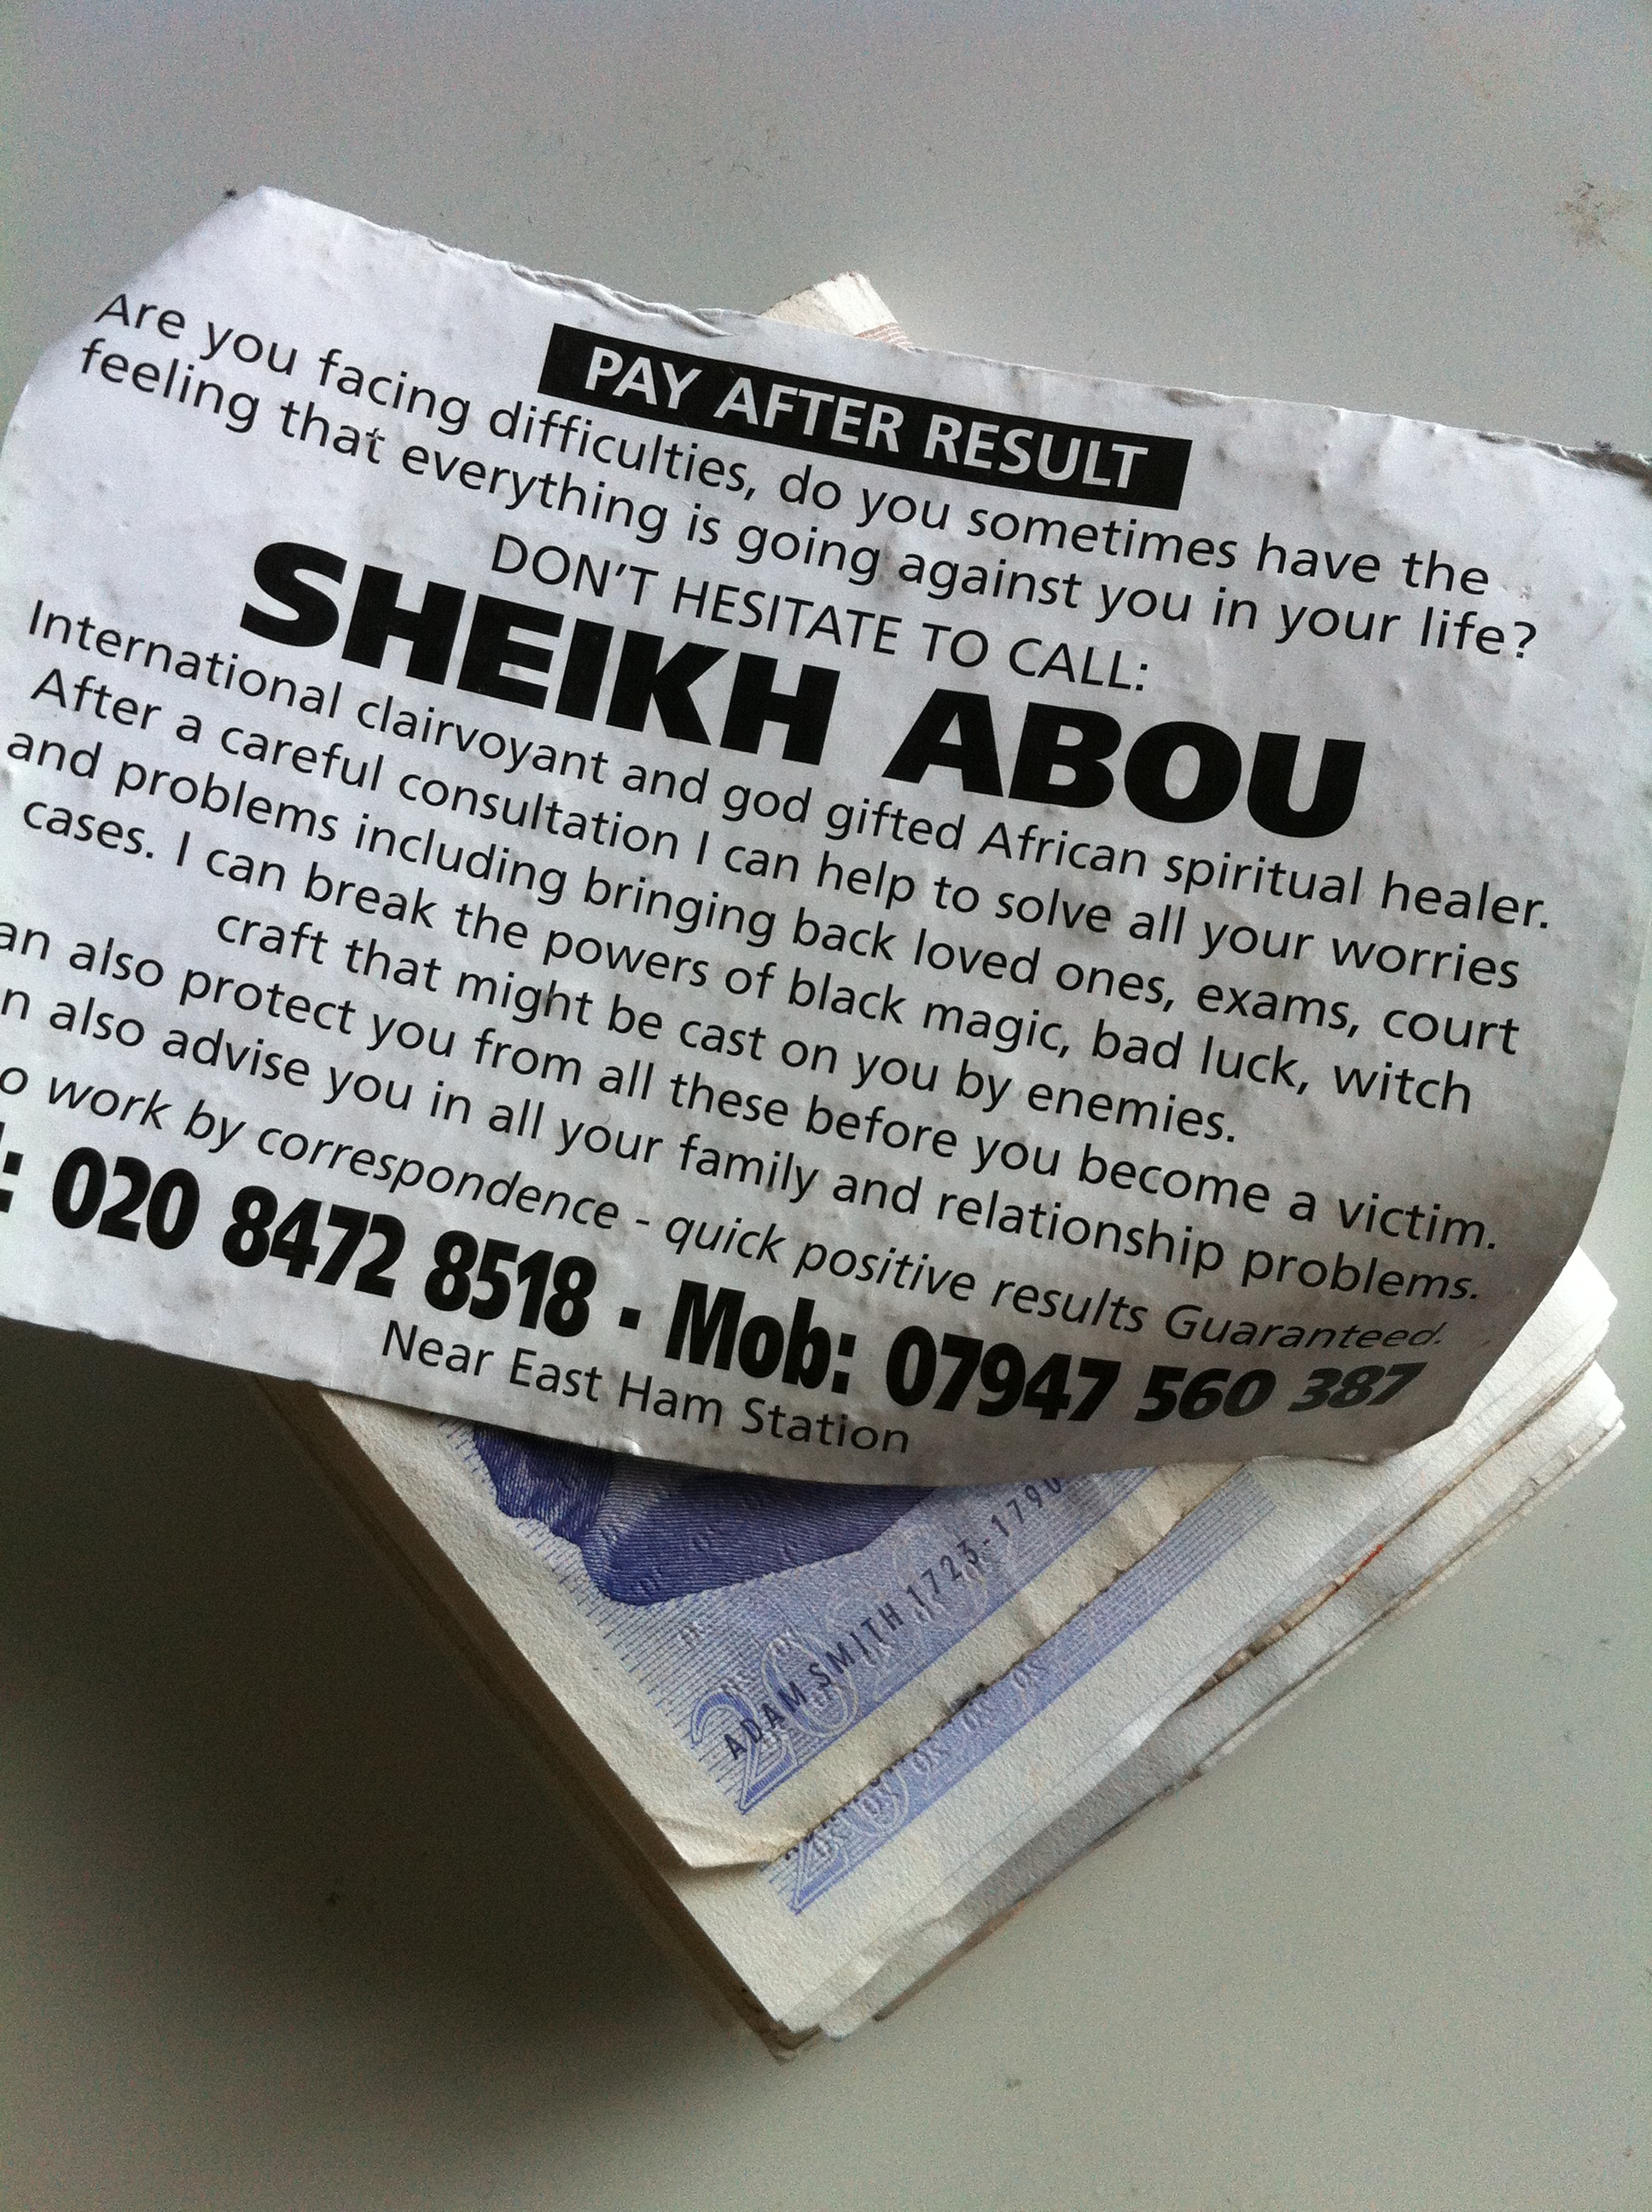 PAY AFTER RESULT
Are you facing difficulties, do you sometimes have the
feeling that everything is going against you in your life?
DON'T HESITATE TO CALL:
SHEIKH ABOU
International clairvoyant and god gifted African spiritual healer.
After a careful consultation I can help to solve all your worries
and problems including bringing back loved ones, exams, court
cases. I can break the powers of black magic, bad luck, witch
craft that might be cast on you by enemies.
an also protect you from all these before you become a victim.
n also advise you in all your family and relationship problems.
o work by correspondence - quick positive results Guaranteed.
: 020 8472 8518 · Mob: 07947 560 387
Near East Ham Station
ADAM SMITH 1723-1790
20
20